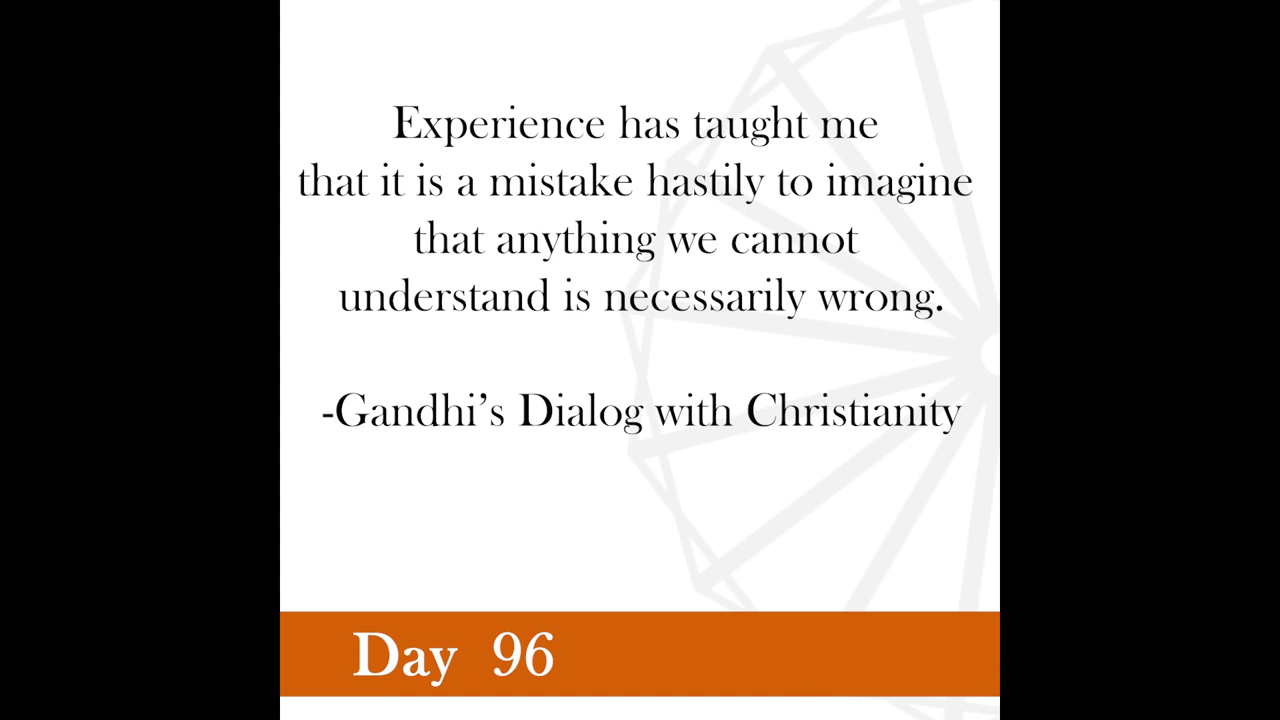 Experience has taught me
that it is a mistake hastily to imagine
that anything we cannot
understand is necessarily wrong.
-Gandhi’s Dialog with Christianity
Day 96